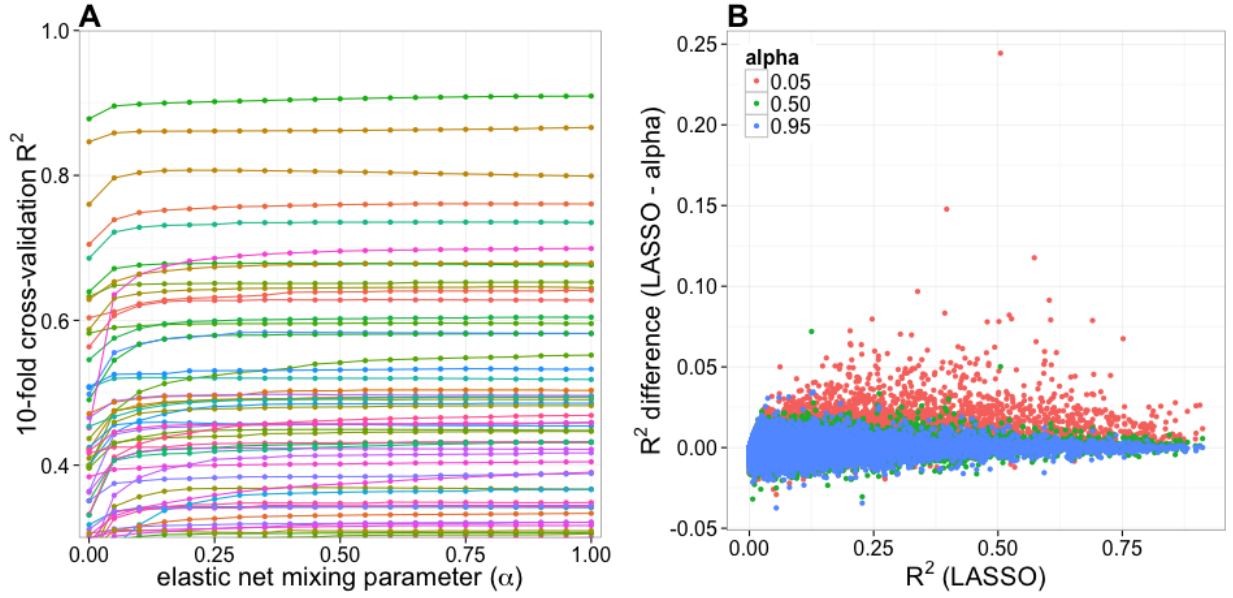 A
10-fold cross-validation R²
1.0
0.8
0.6
0.4
0.00 0.25 0.50 0.75 1.00
elastic net mixing parameter (α)
B
R² difference (LASSO - alpha)
0.25
0.20
0.15
0.10
0.05
0.00
-0.05
alpha
0.05
0.50
0.95
0.00 0.25 0.50 0.75
R² (LASSO)